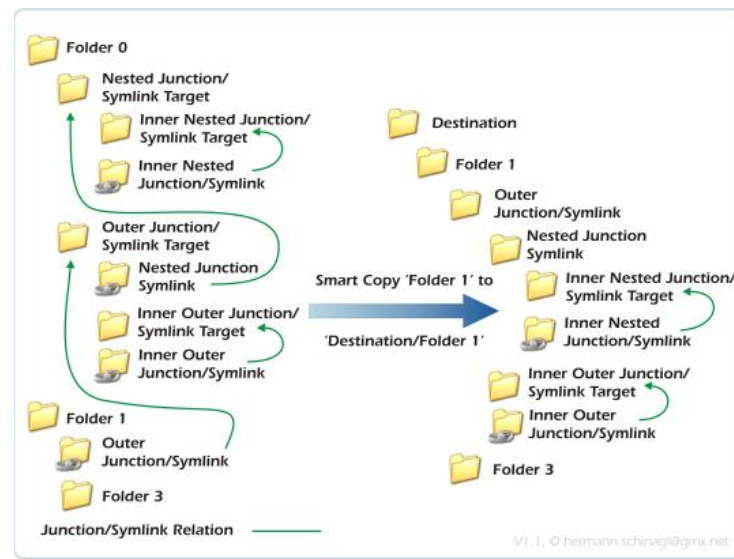 Folder 0
Nested Junction/
Symlink Target
Inner Nested Junction/
Symlink Target
Inner Nested
Junction/Symlink
Outer Junction/
Symlink Target
Nested Junction
Symlink
Inner Outer Junction/
Symlink Target
Inner Outer
Junction/Symlink
Folder 1
Outer
Junction/Symlink
Folder 3
Junction/Symlink Relation
Smart Copy 'Folder 1' to
'Destination/Folder 1'
Destination
Folder 1
Outer
Junction/Symlink
Nested Junction
Symlink
Inner Nested Junction/
Symlink Target
Inner Nested
Junction/Symlink
Inner Outer Junction/
Symlink Target
Inner Outer
Junction/Symlink
Folder 3
V1.1, © hermann.schinagl@gmx.net